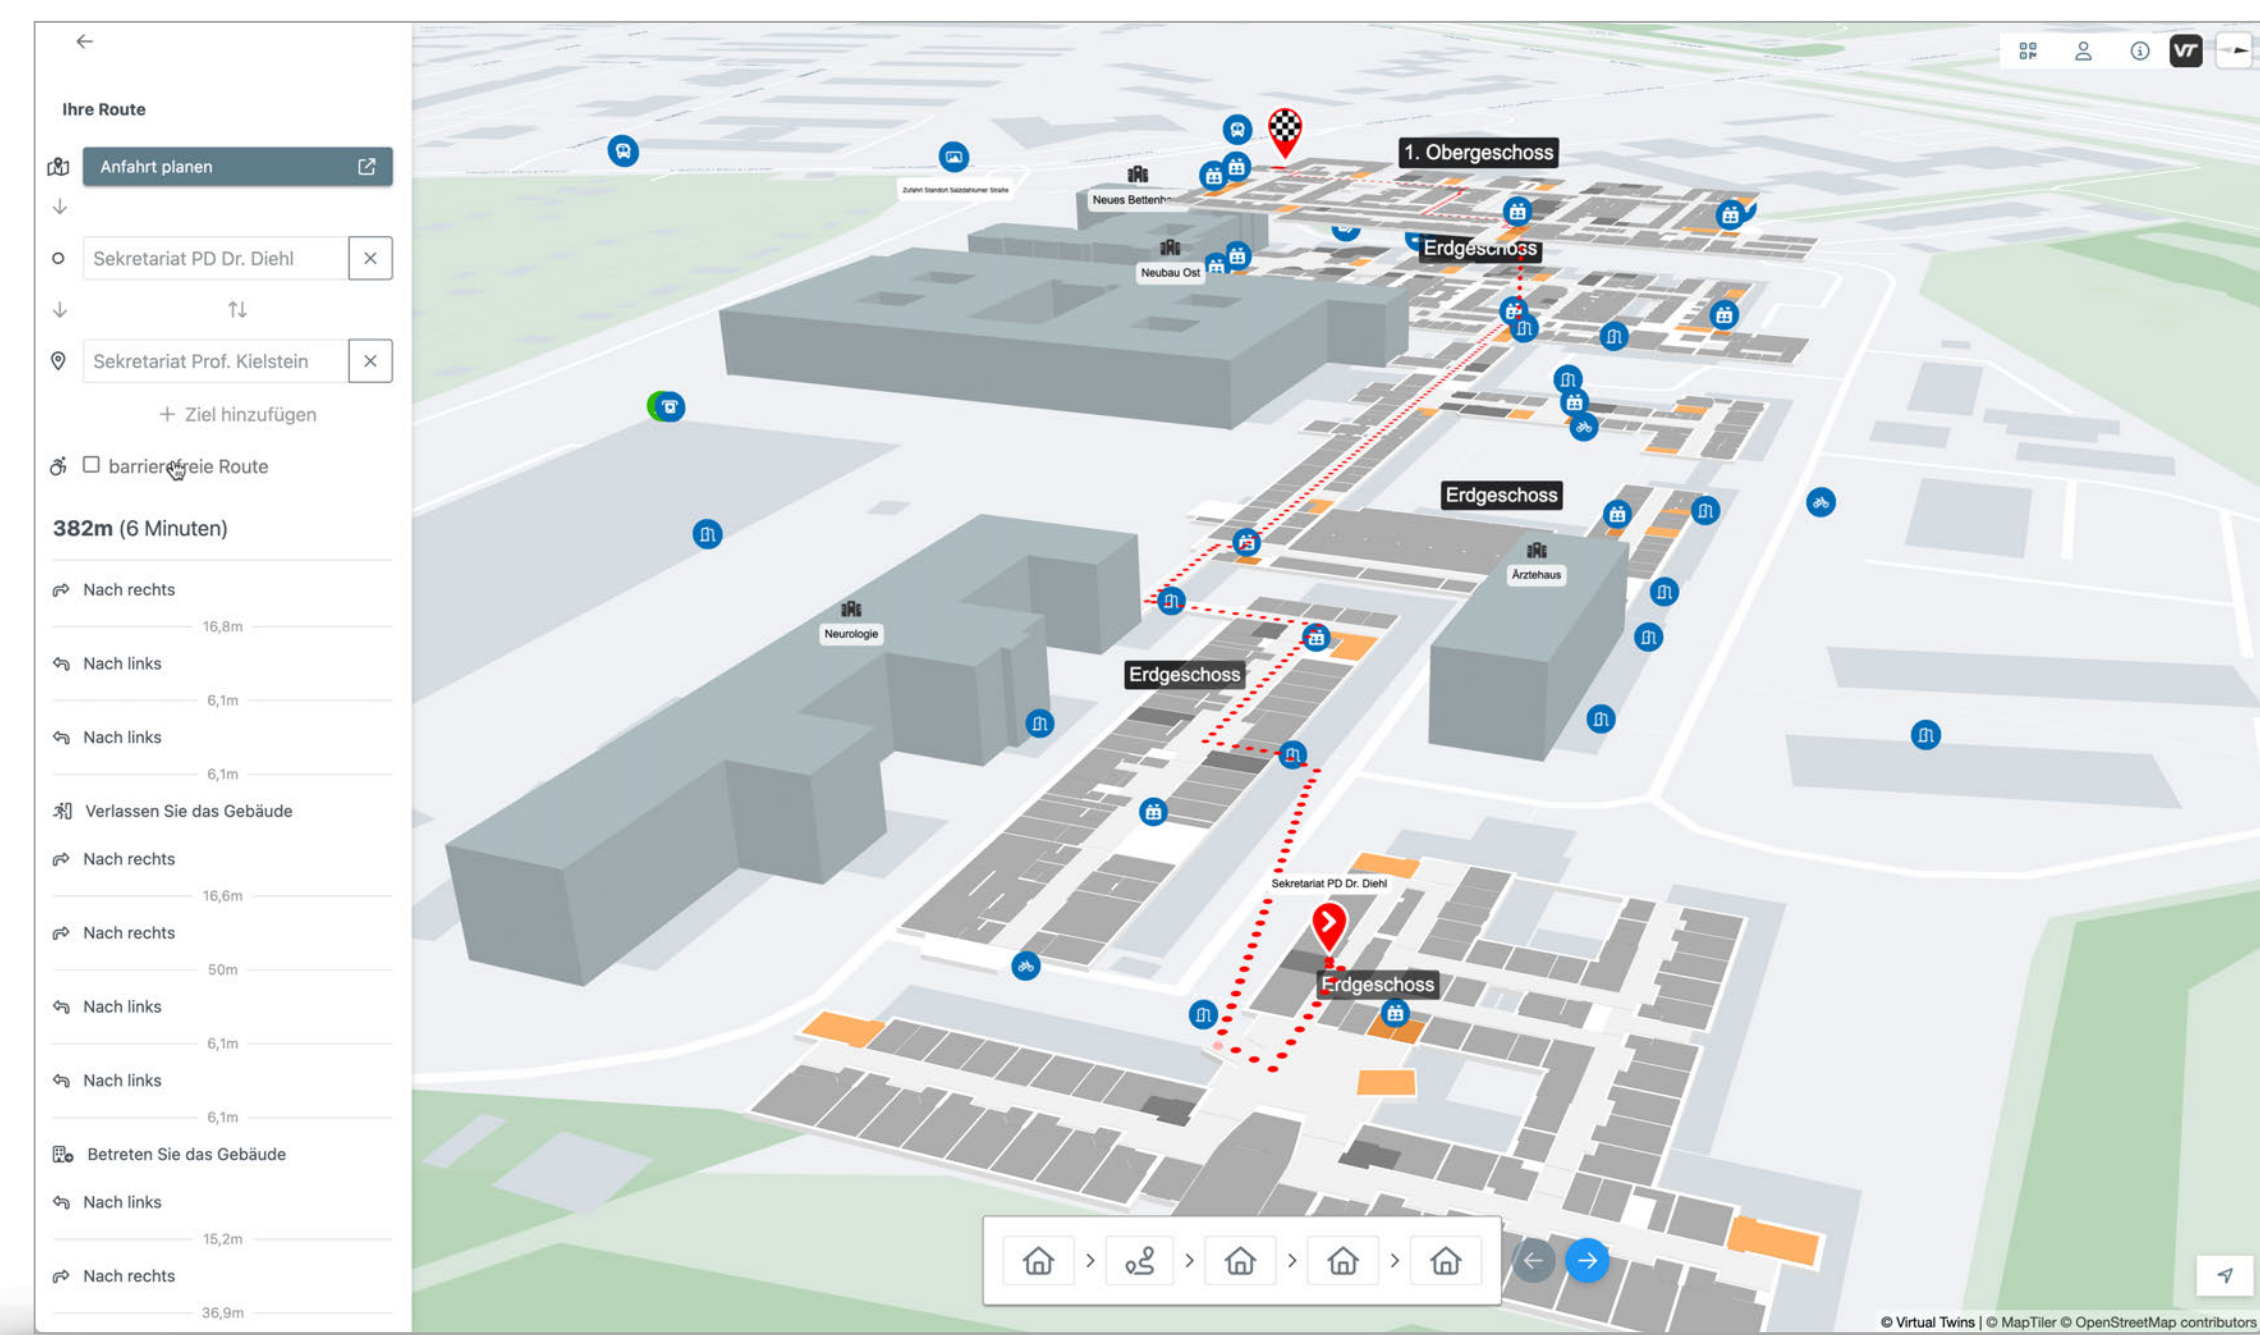 Ihre Route
Anfahrt planen
Sekretariat PD Dr. Diehl
Sekretariat Prof. Kielstein
+ Ziel hinzufügen
barrierefreie Route
382m (6 Minuten)
Nach rechts
16,8m
Nach links
6,1m
Nach links
6,1m
Verlassen Sie das Gebäude
Nach rechts
16,6m
Nach rechts
50m
Nach links
6,1m
Nach links
6,1m
Betreten Sie das Gebäude
Nach links
15,2m
Nach rechts
36,9m
VT
1. Obergeschoss
Zufahrt Standort Salzdahlumer Straße
Neues
Erdgeschoss
Neubau Ost
Erdgeschoss
Ärztehaus
Neurologie
Erdgeschoss
Sekretariat PD Dr. Diehl
Erdgeschoss
© Virtual Twins | © MapTiler © OpenStreetMap contributors